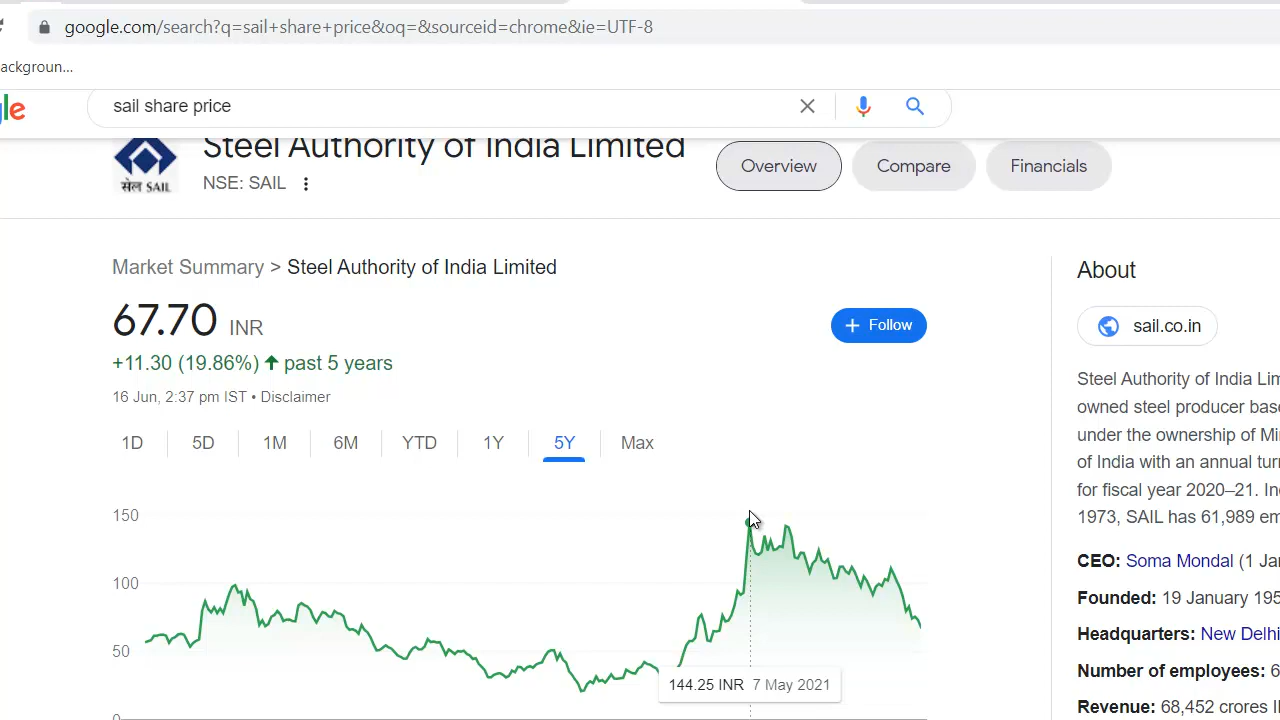 google.com/search?q=sail+share+price&oq=&sourceid=chrome&ie=UTF-8
ackgroun...
le
sail share price
Steel Authority of India Limited
सेल SAIL
NSE: SAIL
Overview
Compare
Financials
Market Summary > Steel Authority of India Limited
67.70 INR
+ Follow
+11.30 (19.86%) ↑ past 5 years
16 Jun, 2:37 pm IST • Disclaimer
1D 5D 1M 6M YTD 1Y 5Y Max
150
100
50
0
144.25 INR 7 May 2021
About
sail.co.in
Steel Authority of India Lim
owned steel producer base
under the ownership of Mi
of India with an annual tur
for fiscal year 2020–21. In
1973, SAIL has 61,989 em
CEO: Soma Mondal (1 Ja
Founded: 19 January 195
Headquarters: New Delhi
Number of employees: 6
Revenue: 68,452 crores I